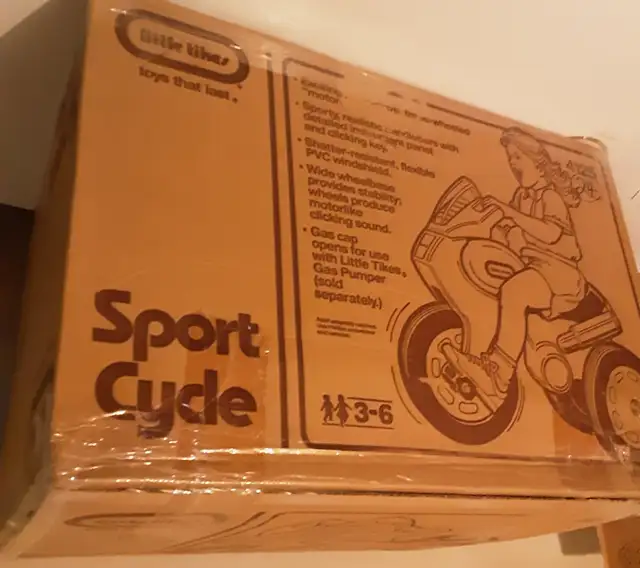 little tikes
toys that last.
"motor
• Sporty, realistic with
detailed instrument panel
and clicking key.
• Shatter-resistant, flexible
PVC windshield.
• Wide wheelbase
provides stability;
wheels produce
motorlike
clicking sound.
• Gas cap
opens for use
with Little Tikes
Gas Pumper
(sold
separately.)
Sport
Cycle
3-6